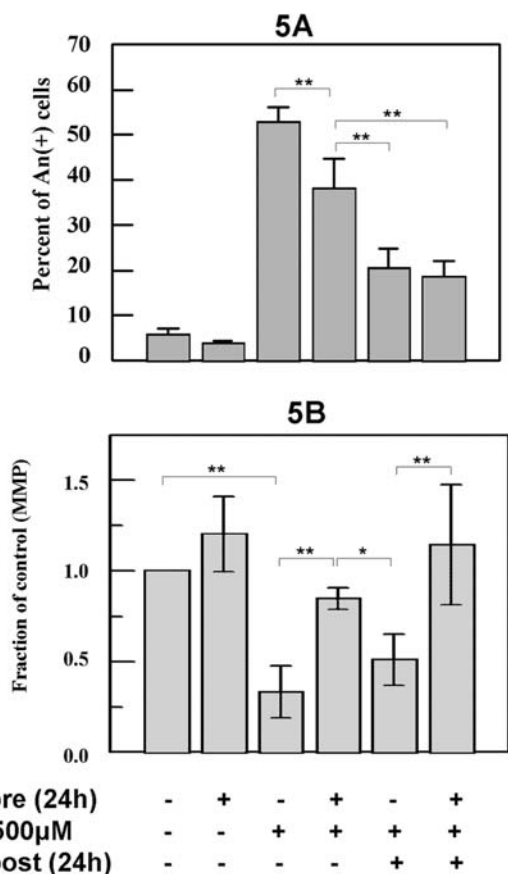 5A
Percent of An(+) cells
70
60
50
40
30
20
10
0
**
**
**
5B
Fraction of control (MMP)
1.5
1.0
0.5
0.0
**
**
**
*
re (24h) - + - + - +
500µM - - + + + +
post (24h) - - - - + +